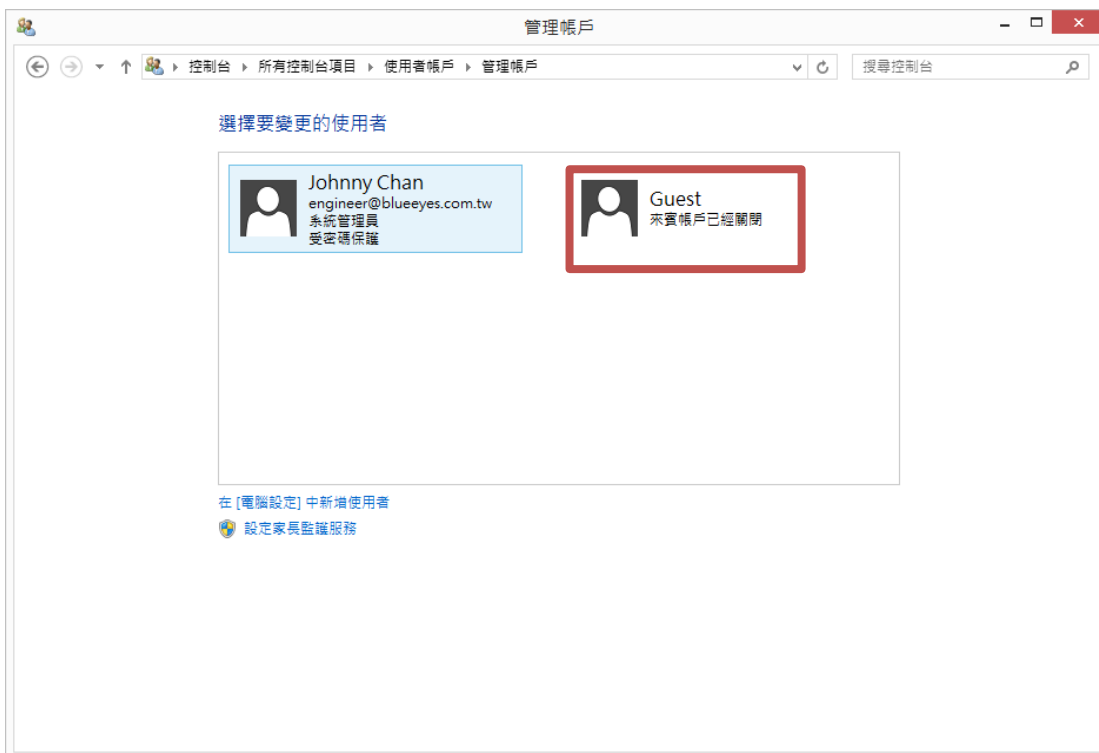 管理帳戶
控制台 ▸ 所有控制台項目 ▸ 使用者帳戶 ▸ 管理帳戶
搜尋控制台
選擇要變更的使用者
Johnny Chan
engineer@blueeyes.com.tw
系統管理員
受密碼保護
Guest
來賓帳戶已經關閉
在 [電腦設定] 中新增使用者
設定家長監護服務